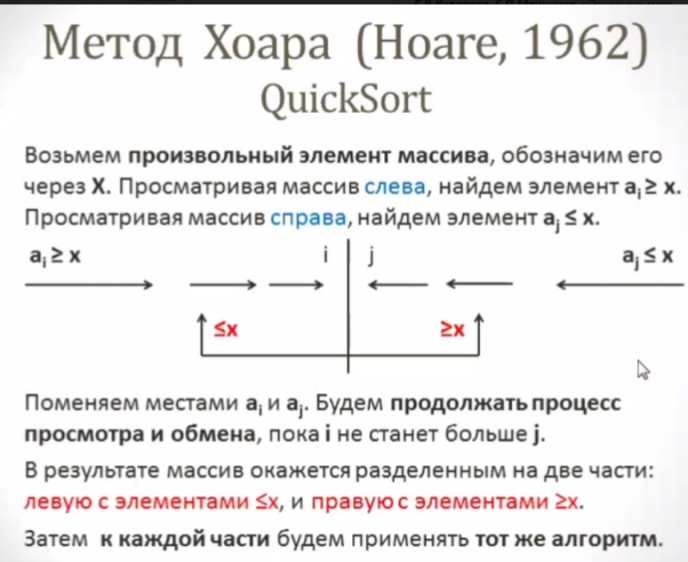 Метод Хоара (Hoare, 1962)
QuickSort
Возьмем произвольный элемент массива, обозначим его
через X. Просматривая массив слева, найдем элемент aᵢ ≥ x.
Просматривая массив справа, найдем элемент aⱼ ≤ x.
aᵢ ≥ x i j aⱼ ≤ x
≤x ≥x
Поменяем местами aᵢ и aⱼ. Будем продолжать процесс
просмотра и обмена, пока i не станет больше j.
В результате массив окажется разделенным на две части:
левую с элементами ≤x, и правую с элементами ≥x.
Затем к каждой части будем применять тот же алгоритм.